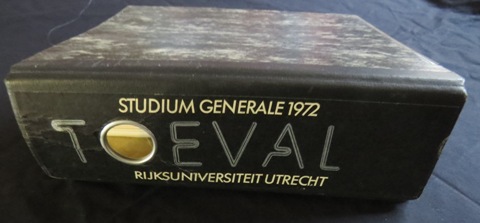 STUDIUM GENERALE 1972
TOEVAL
RIJKSUNIVERSITEIT UTRECHT